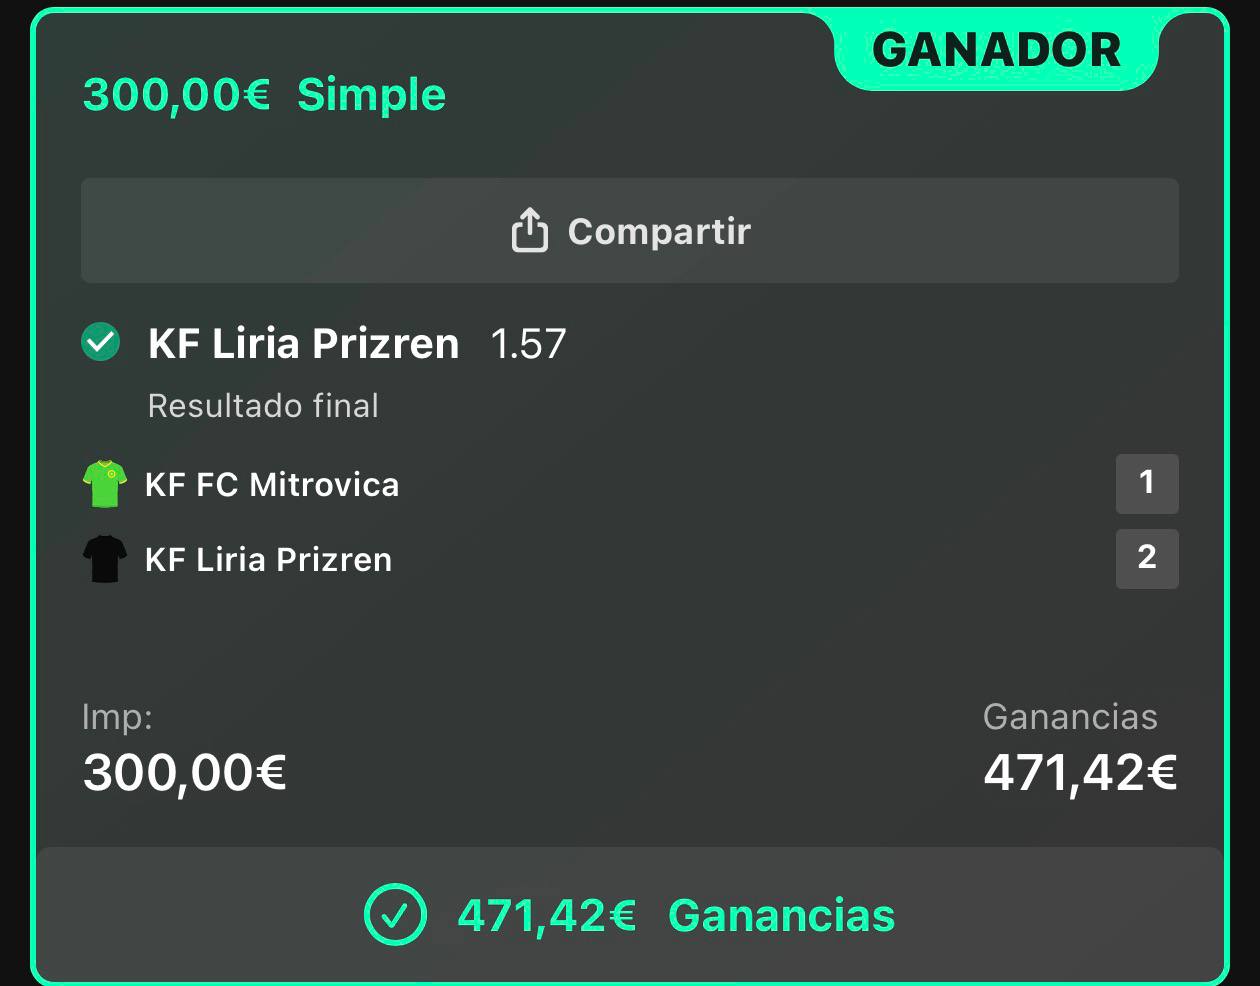 GANADOR
300,00€ Simple
Compartir
KF Liria Prizren 1.57
Resultado final
KF FC Mitrovica 1
KF Liria Prizren 2
Imp: Ganancias
300,00€ 471,42€
471,42€ Ganancias